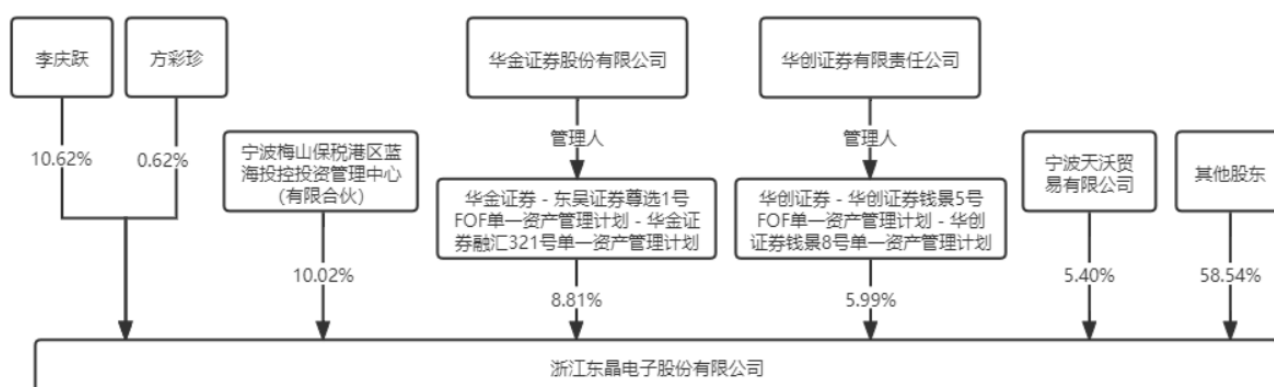 李庆跃
方彩珍
华金证券股份有限公司
华创证券有限责任公司
管理人
管理人
10.62%
0.62%
宁波梅山保税港区蓝
海投控投资管理中心
(有限合伙)
宁波天沃贸
易有限公司
其他股东
华金证券 - 东吴证券尊选1号
FOF单一资产管理计划 - 华金证
券融汇321号单一资产管理计划
华创证券 - 华创证券钱景5号
FOF单一资产管理计划 - 华创
证券钱景8号单一资产管理计划
10.02%
8.81%
5.99%
5.40%
58.54%
浙江东晶电子股份有限公司